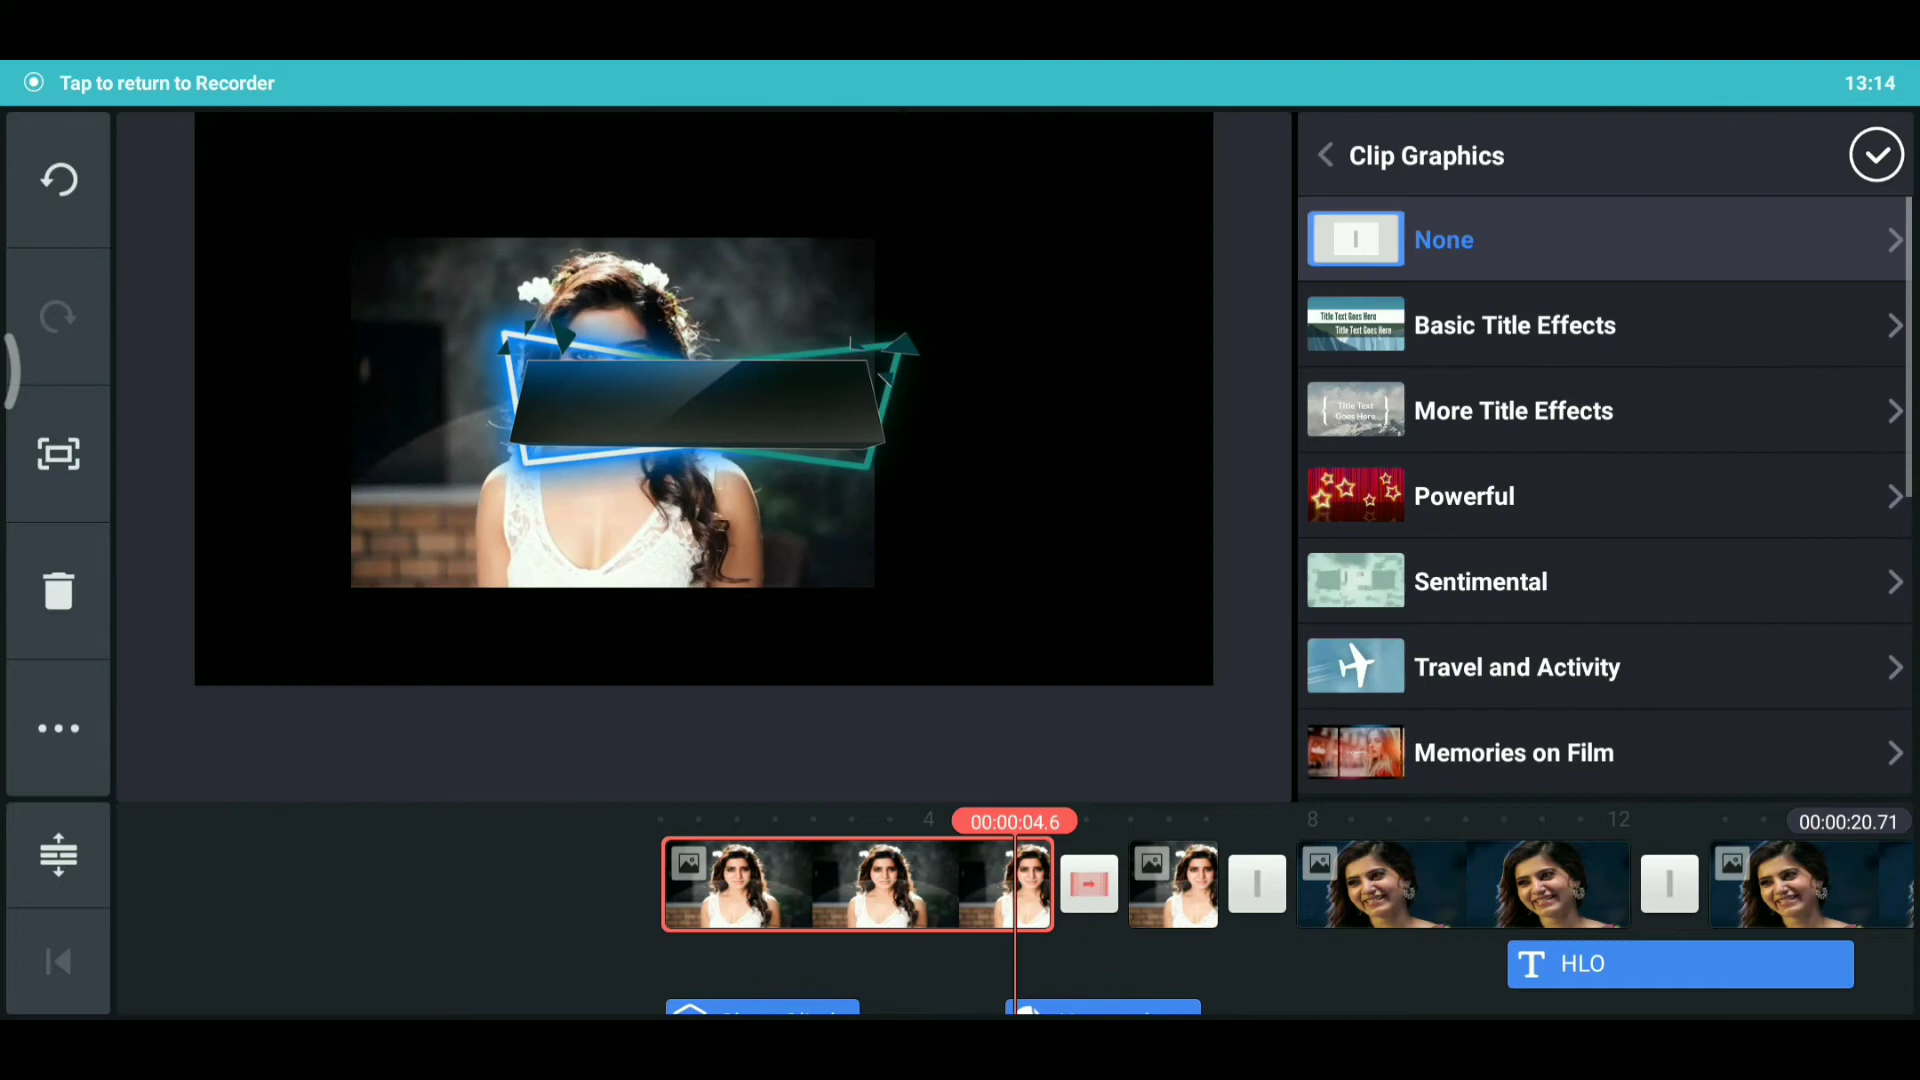 Tap to return to Recorder
13:14
Clip Graphics
None
Title Text Goes Here
Title Text Goes Here
Basic Title Effects
Title Text
Goes Here
More Title Effects
Powerful
Sentimental
Travel and Activity
Memories on Film
4
00:00:04.6
8
12
00:00:20.71
HLO